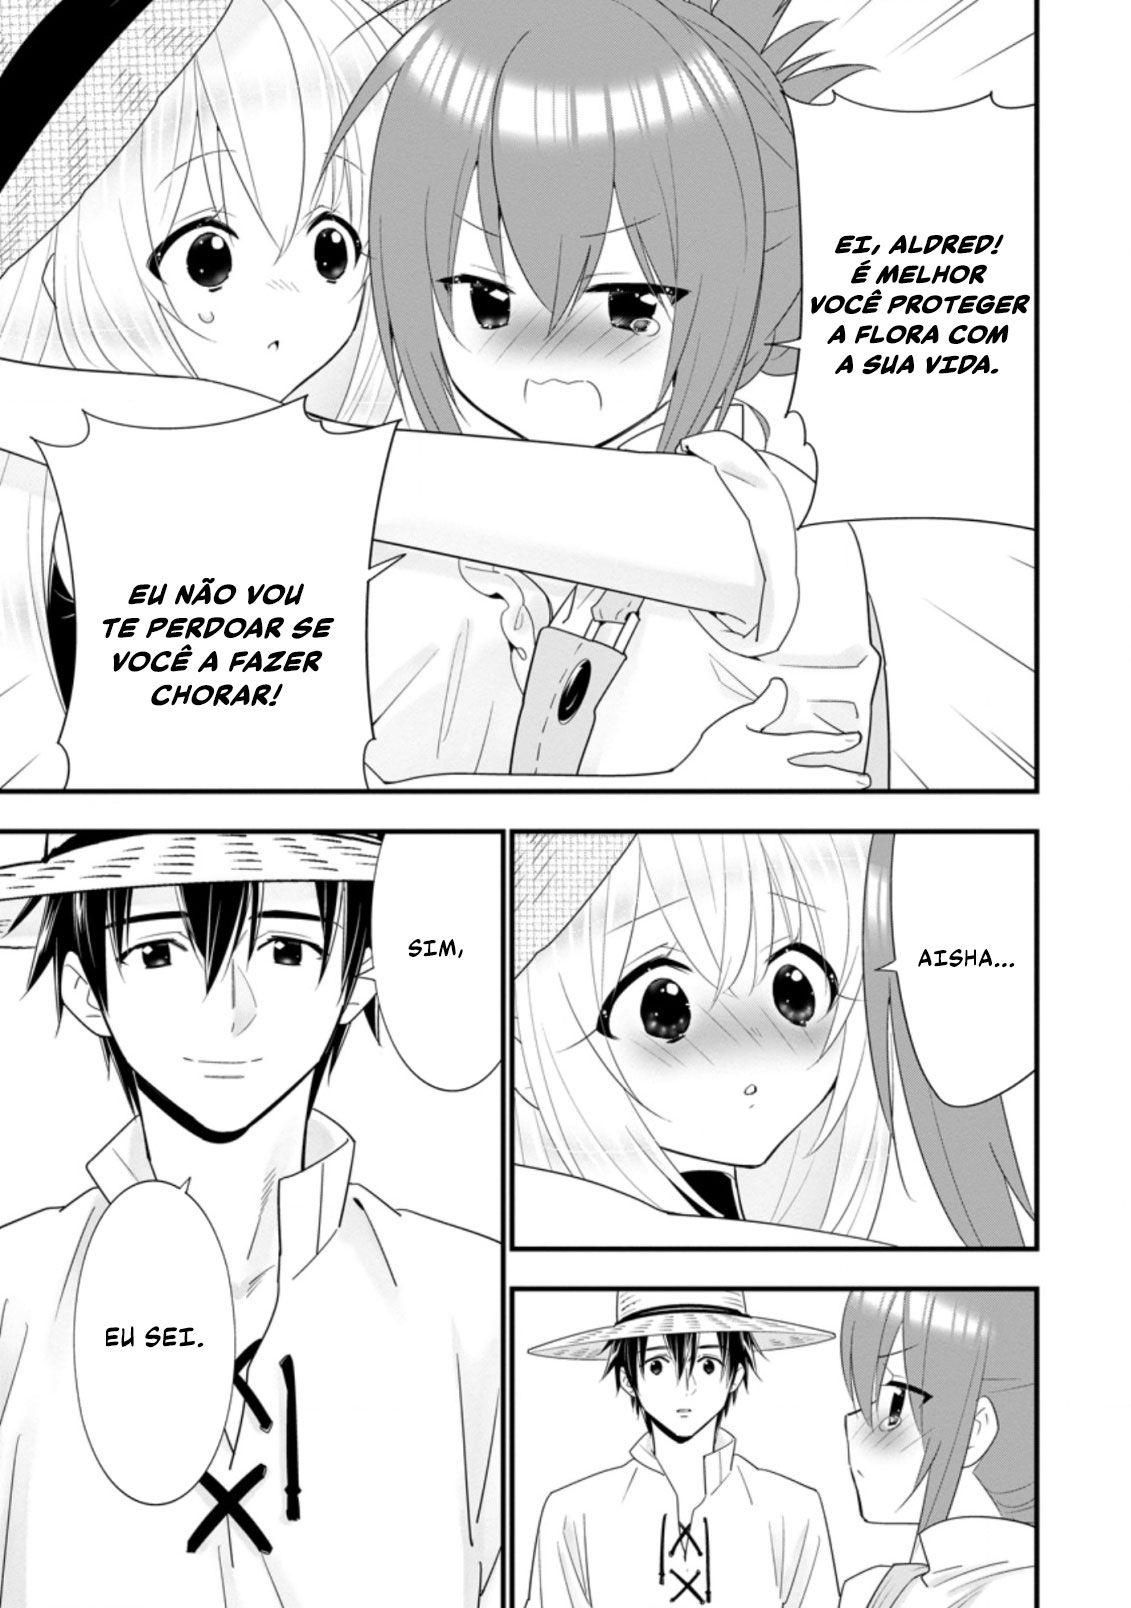 EI, ALDRED!
É MELHOR
VOCÊ PROTEGER
A FLORA COM
A SUA VIDA.
EU NÃO VOU
TE PERDOAR SE
VOCÊ A FAZER
CHORAR!
AISHA...
SIM,
EU SEI.